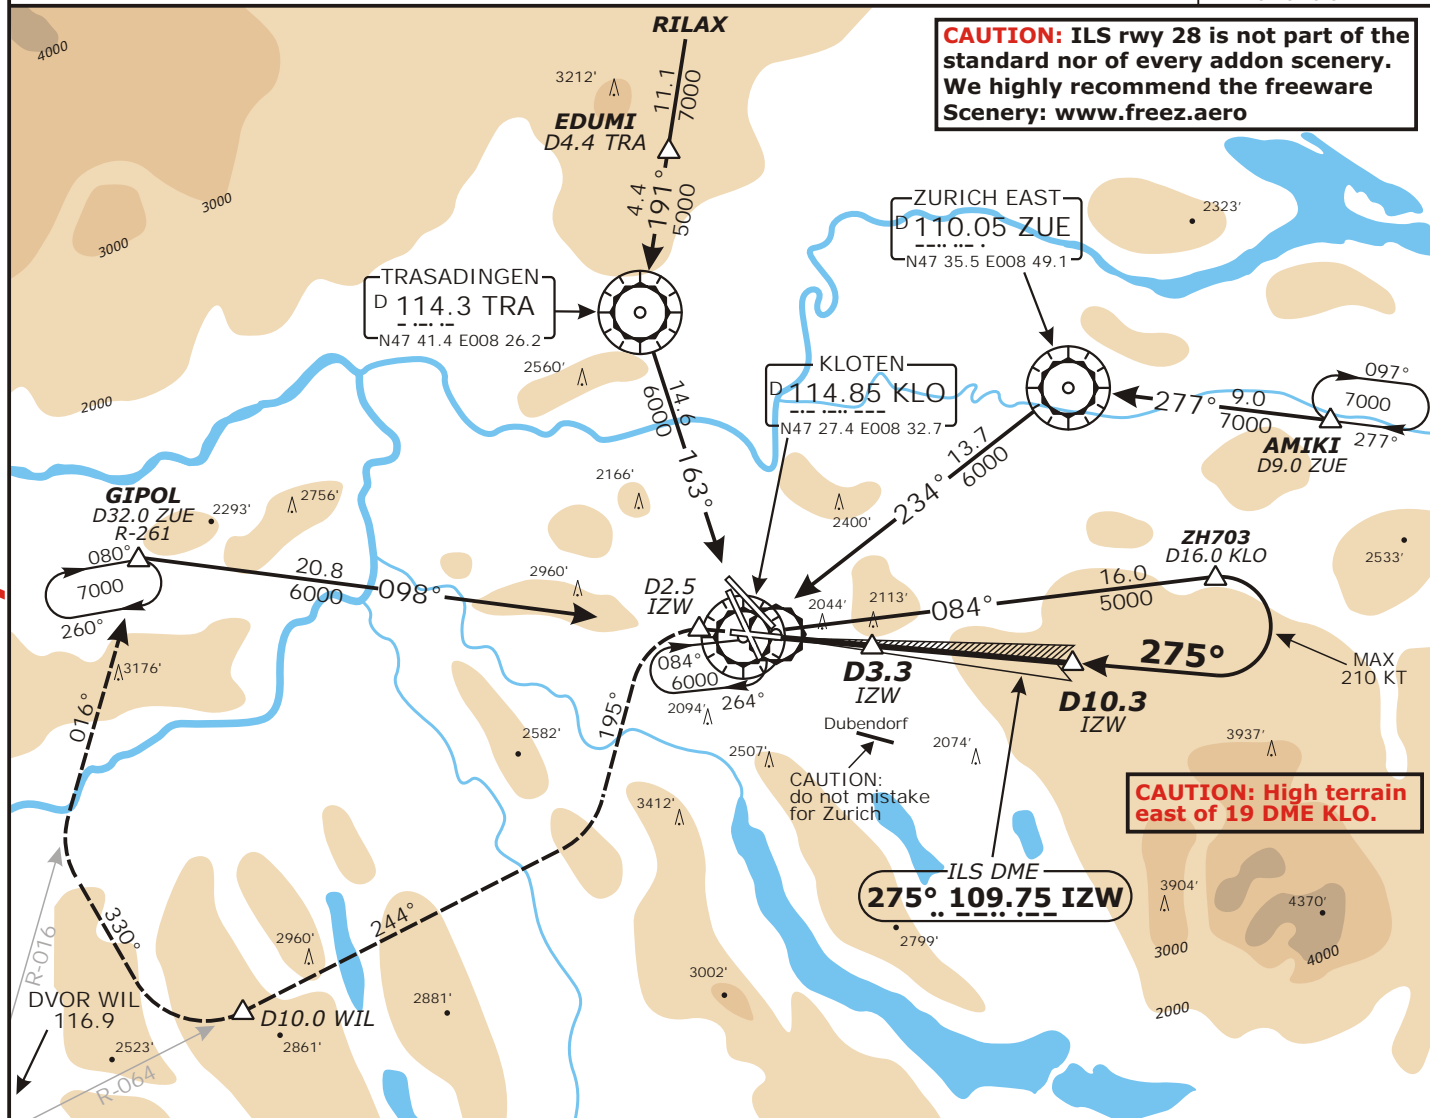 RILAX
CAUTION: ILS rwy 28 is not part of the
standard nor of every addon scenery.
We highly recommend the freeware
Scenery: www.freez.aero
4000
3212'
11.1
7000
EDUMI
D4.4 TRA
4.4
191°
5000
3000
3000
ZURICH EAST
D 110.05 ZUE
N47 35.5 E008 49.1
2323'
TRASADINGEN
D 114.3 TRA
N47 41.4 E008 26.2
2560'
KLOTEN
D 114.85 KLO
N47 27.4 E008 32.7
097°
7000
277°
277°
9.0
7000
AMIKI
D9.0 ZUE
2000
14.6
6000
163°
13.7
6000
234°
GIPOL
D32.0 ZUE
R-261
2293'
2756'
2166'
2400'
ZH703
D16.0 KLO
2533'
080°
7000
260°
20.8
6000
098°
2960'
D2.5
IZW
2044'
2113'
084°
16.0
5000
084°
6000
264°
D3.3
IZW
275°
MAX
210 KT
D10.3
IZW
3176'
016°
195°
2094'
Dubendorf
2582'
2507'
2074'
3937'
CAUTION:
do not mistake
for Zurich
CAUTION: High terrain
east of 19 DME KLO.
3412'
ILS DME
275° 109.75 IZW
3904'
4370'
330°
244°
R-016
2960'
2799'
3000
4000
DVOR WIL
116.9
D10.0 WIL
2881'
3002'
2000
2523'
2861'
R-064